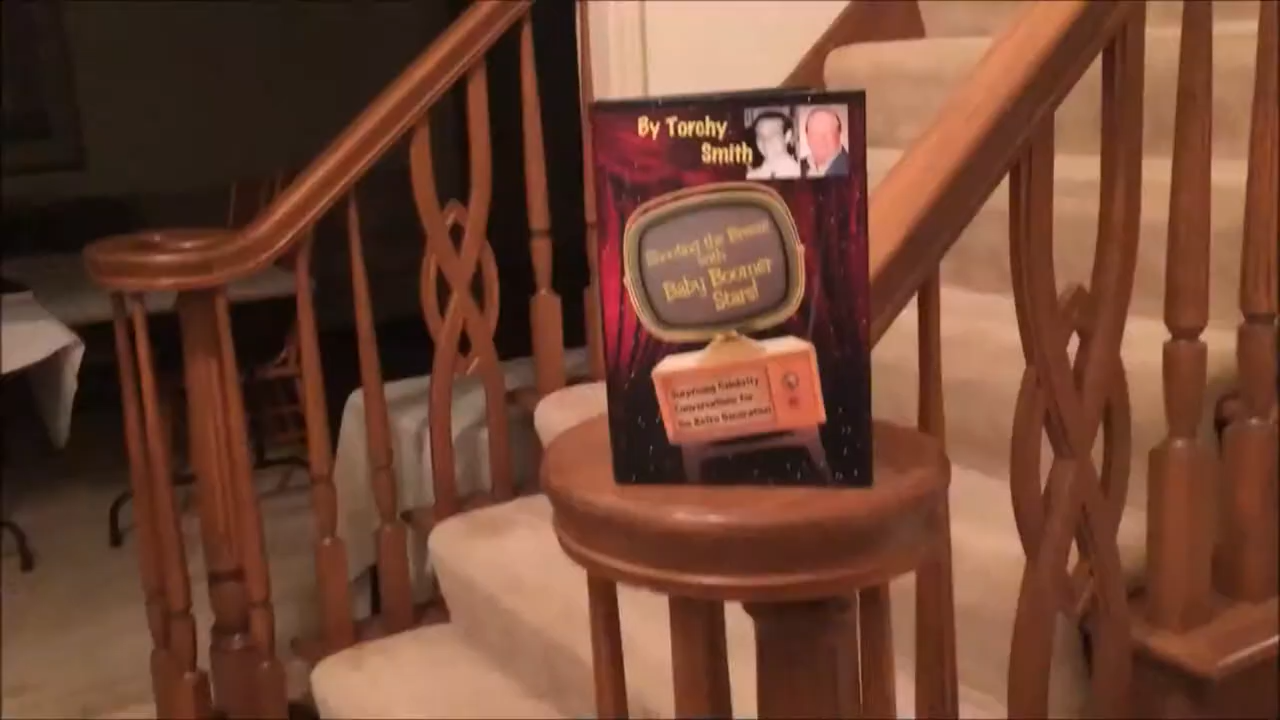 By Torchy
Smith
Shooting the Breeze
with
Baby Boomer
Stars!
Surprising Celebrity
Conversations for
the Retro Generation!